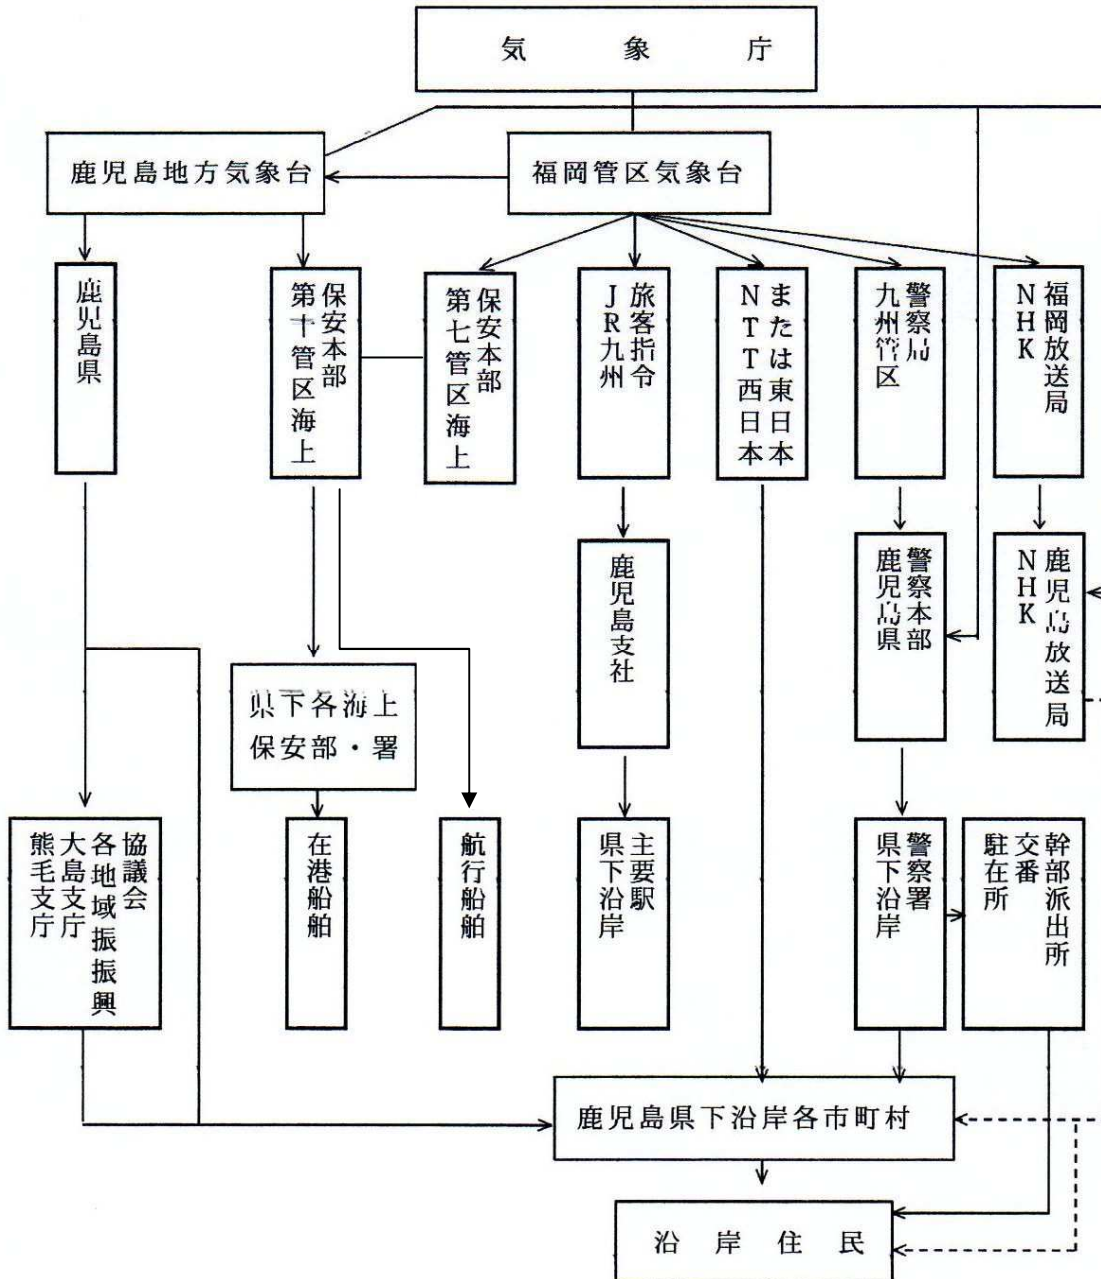 気象庁
鹿児島地方気象台
福岡管区気象台
鹿児島県
保安本部
第十管区海上
保安本部
第七管区海上
旅客指令
JR九州
または東日本
NTT西日本
警察局
九州管区
福岡放送局
NHK
鹿児島支社
警察本部
鹿児島県
鹿児島放送局
NHK
県下各海上
保安部・署
協議会
各地域振振興
大島支庁
熊毛支庁
在港船舶
航行船舶
主要駅
県下沿岸
警察署
県下沿岸
幹部派出所
交番
駐在所
鹿児島県下沿岸各市町村
沿岸住民